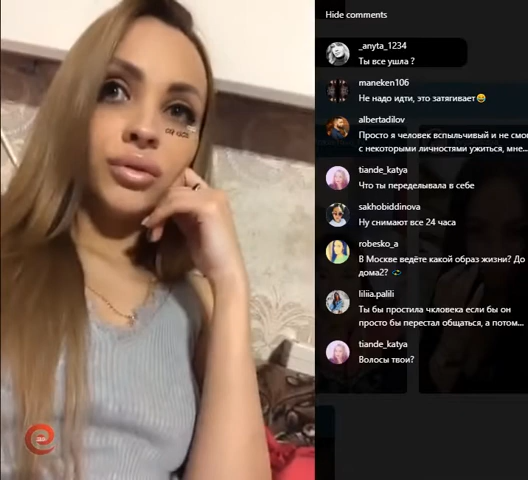 Hide comments
_anyta_1234
Ты все ушла ?
maneken106
Не надо идти, это затягивает😅
albertadilov
Просто я человек вспыльчивый и не смо
с некоторыми личностями ужиться, мне...
tiande_katya
Что ты переделывала в себе
sakhobiddinova
Ну снимают все 24 часа
robesko_a
В Москве ведёте какой образ жизни? До
дома2?
liliia.palili
Ты бы простила чкловека если бы он
просто бы перестал общаться, а потом...
tiande_katya
Волосы твои?